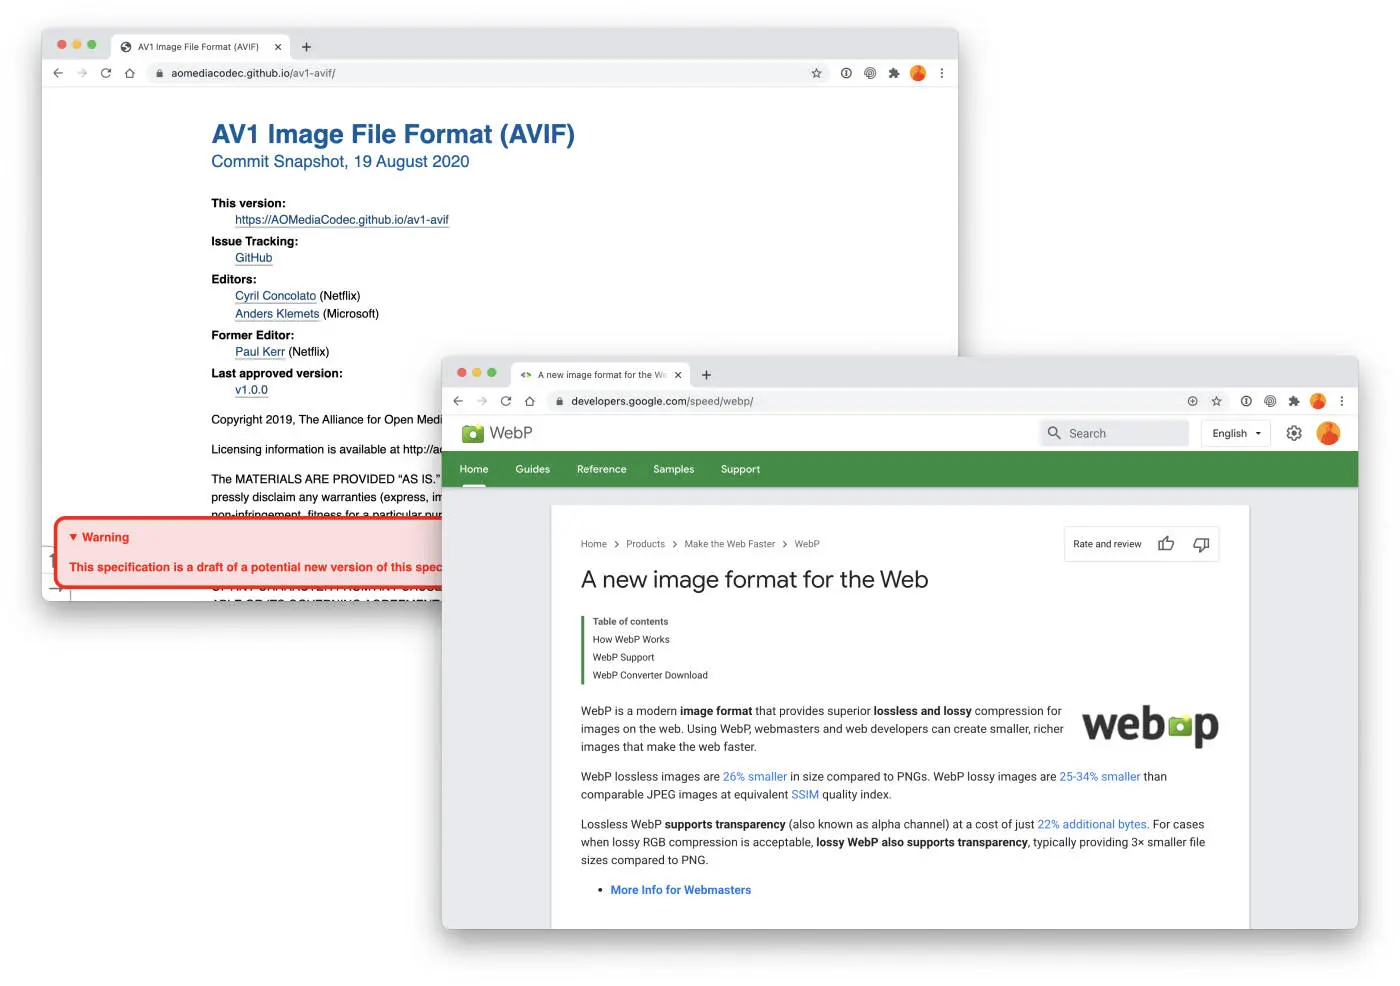 AV1 Image File Format (AVIF)
aomediacodec.github.io/av1-avif/
AV1 Image File Format (AVIF)
Commit Snapshot, 19 August 2020
This version:
https://AOMediaCodec.github.io/av1-avif
Issue Tracking:
GitHub
Editors:
Cyril Concolato (Netflix)
Anders Klemets (Microsoft)
Former Editor:
Paul Kerr (Netflix)
Last approved version:
v1.0.0
Copyright 2019, The Alliance for Open Medi
Licensing information is available at http://ao
The MATERIALS ARE PROVIDED “AS IS.”
pressly disclaim any warranties (express, im
non-infringement, fitness for a particular pur
▼ Warning
This specification is a draft of a potential new version of this spec
A new image format for the We
developers.google.com/speed/webp/
WebP
Search
English
Home Guides Reference Samples Support
Home > Products > Make the Web Faster > WebP
Rate and review
A new image format for the Web
Table of contents
How WebP Works
WebP Support
WebP Converter Download
WebP is a modern image format that provides superior lossless and lossy compression for
images on the web. Using WebP, webmasters and web developers can create smaller, richer
images that make the web faster.
webp
WebP lossless images are 26% smaller in size compared to PNGs. WebP lossy images are 25-34% smaller than
comparable JPEG images at equivalent SSIM quality index.
Lossless WebP supports transparency (also known as alpha channel) at a cost of just 22% additional bytes. For cases
when lossy RGB compression is acceptable, lossy WebP also supports transparency, typically providing 3× smaller file
sizes compared to PNG.
• More Info for Webmasters